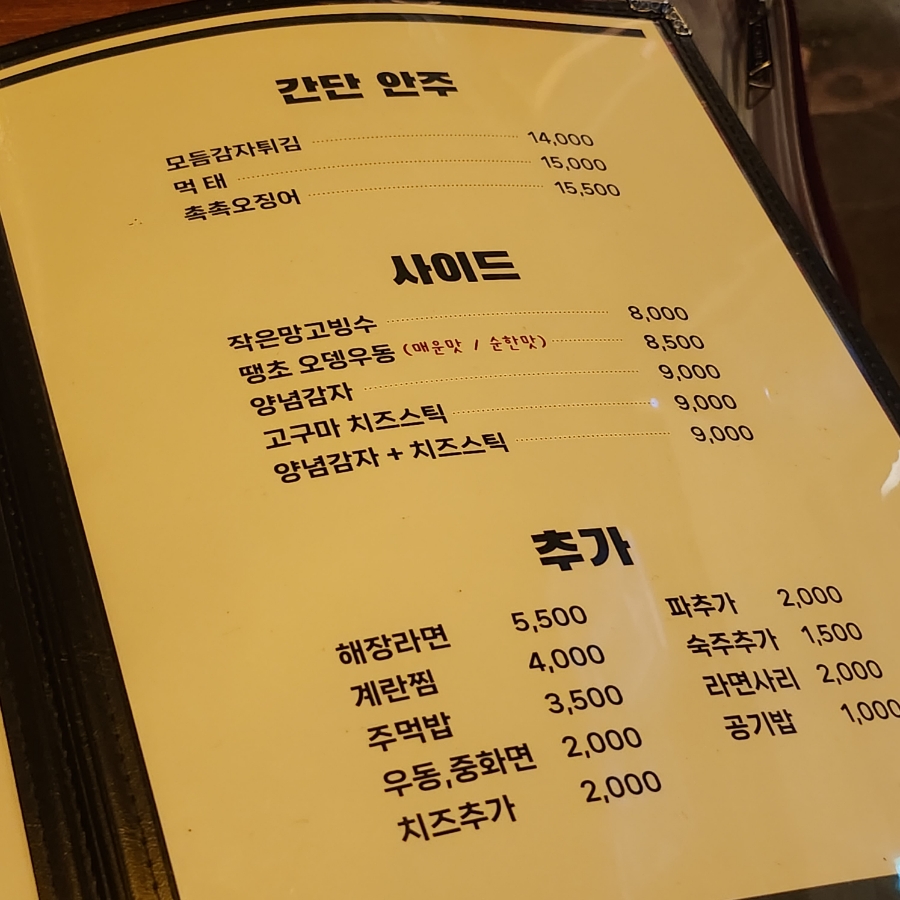 간단 안주
모듬감자튀김 14,000
먹태 15,000
촉촉오징어 15,500
사이드
작은망고빙수 8,000
땡초 오뎅우동 (매운맛 / 순한맛) 8,500
양념감자 9,000
고구마 치즈스틱 9,000
양념감자 + 치즈스틱 9,000
추가
해장라면 5,500
계란찜 4,000
주먹밥 3,500
우동,중화면 2,000
치즈추가 2,000
파추가 2,000
숙주추가 1,500
라면사리 2,000
공기밥 1,000